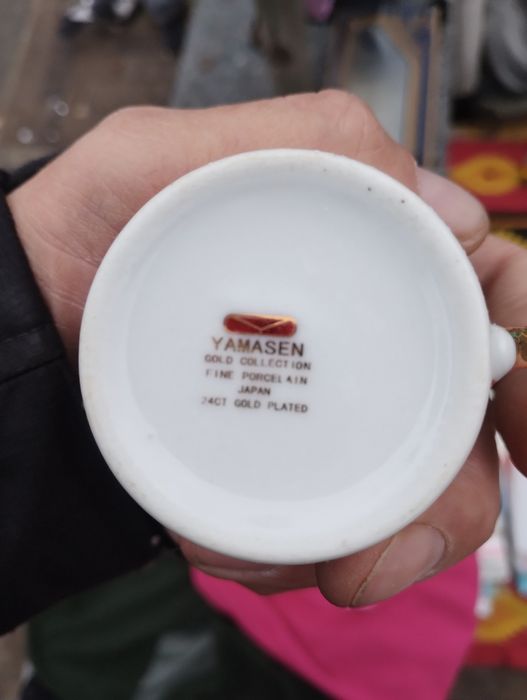 YAMASEN
GOLD COLLECTION
FINE PORCELAIN
JAPAN
24CT GOLD PLATED